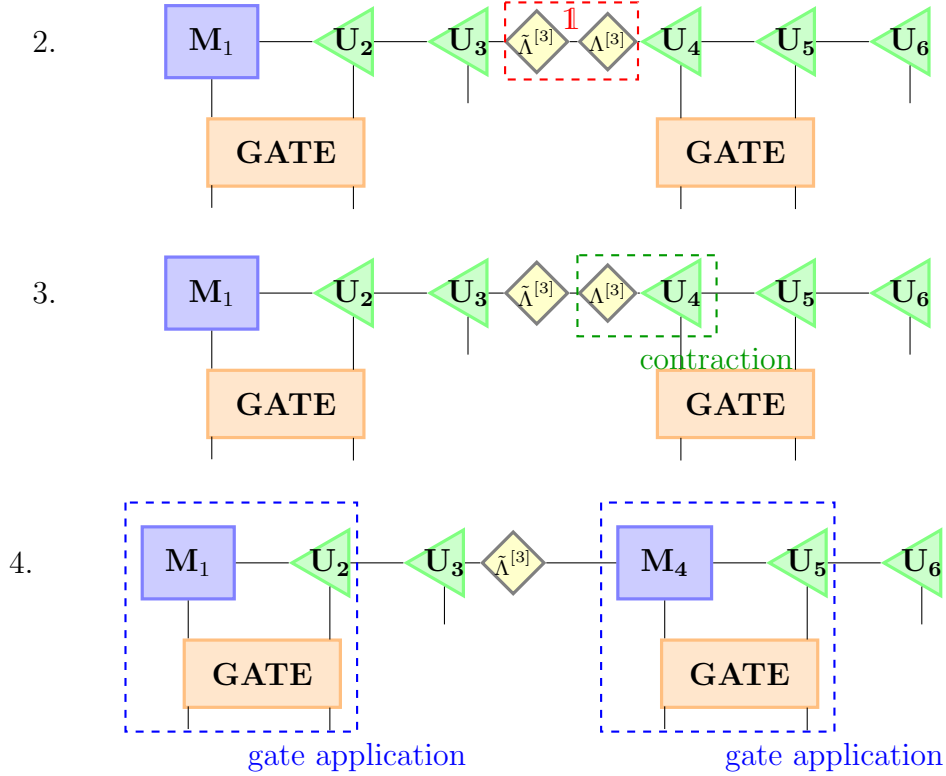 2. M₁ U₂ U₃ Λ̃^[3] 𝟙 Λ^[3] U₄ U₅ U₆
GATE GATE
3. M₁ U₂ U₃ Λ̃^[3] Λ^[3] U₄ U₅ U₆
contraction
GATE GATE
4. M₁ U₂ U₃ Λ̃^[3] M₄ U₅ U₆
GATE GATE
gate application gate application